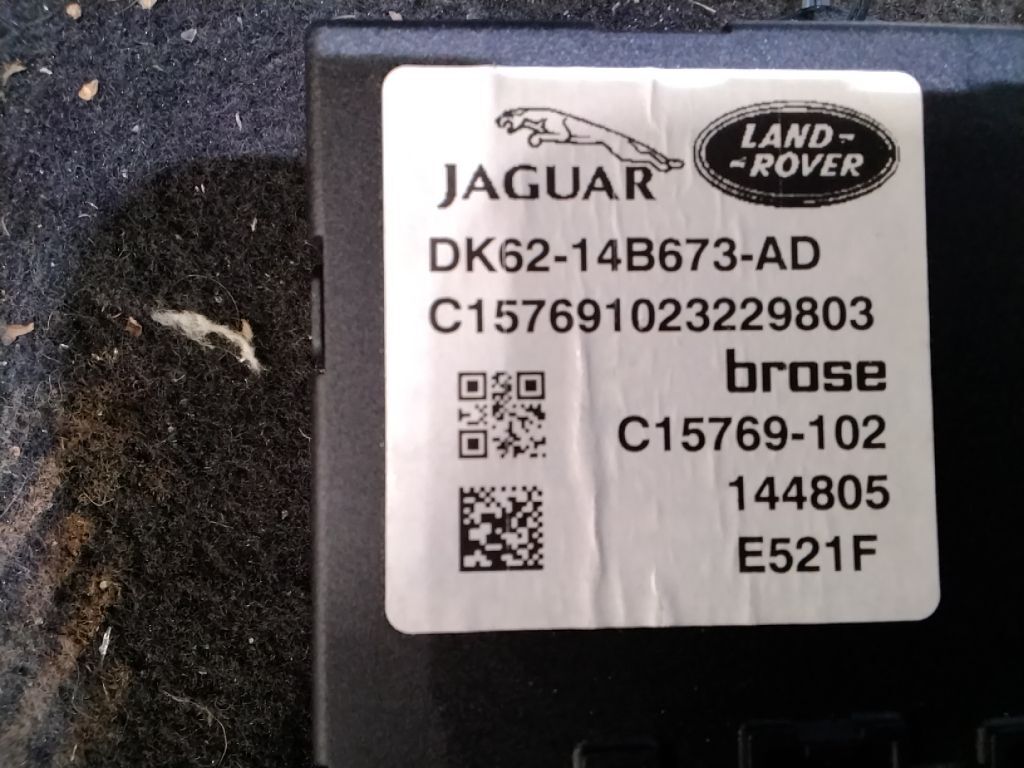 JAGUAR
LAND-
-ROVER
DK62-14B673-AD
C157691023229803
brose
C15769-102
144805
E521F